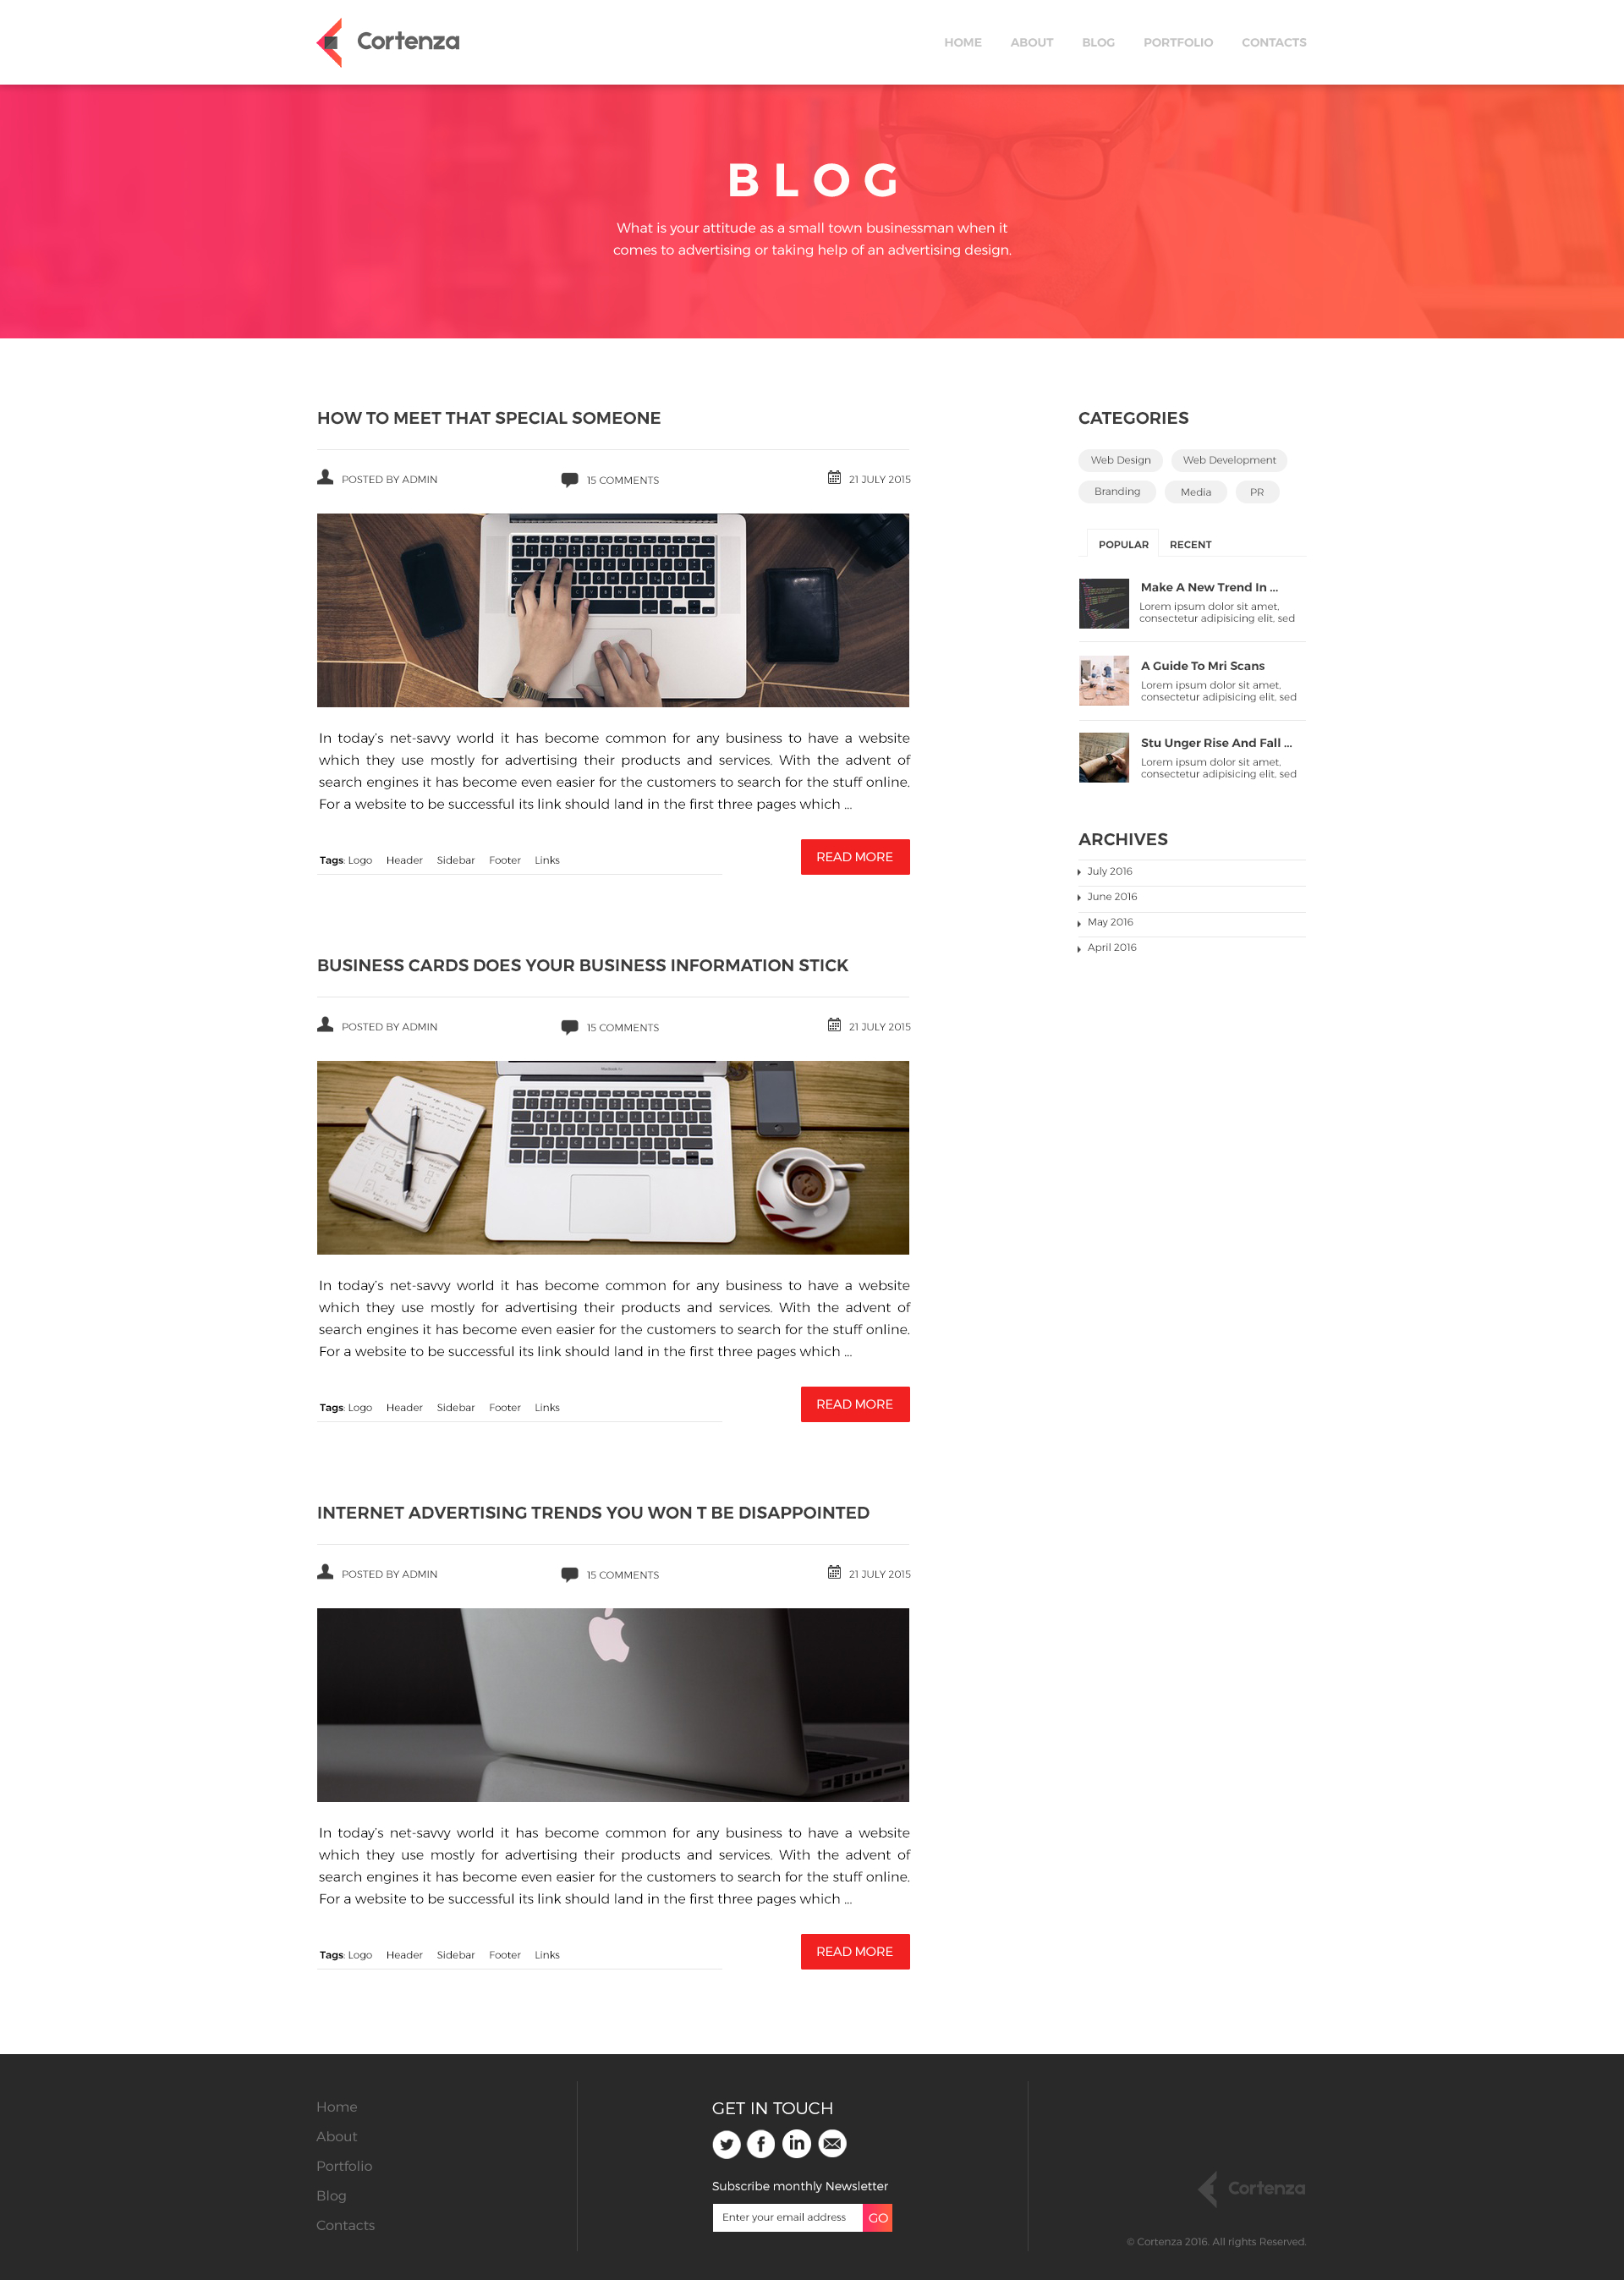 Cortenza
HOME ABOUT BLOG PORTFOLIO CONTACTS
BLOG
What is your attitude as a small town businessman when it
comes to advertising or taking help of an advertising design.
HOW TO MEET THAT SPECIAL SOMEONE
POSTED BY ADMIN 15 COMMENTS 21 JULY 2015
In today's net-savvy world it has become common for any business to have a website
which they use mostly for advertising their products and services. With the advent of
search engines it has become even easier for the customers to search for the stuff online.
For a website to be successful its link should land in the first three pages which ...
Tags: Logo Header Sidebar Footer Links
READ MORE
BUSINESS CARDS DOES YOUR BUSINESS INFORMATION STICK
POSTED BY ADMIN 15 COMMENTS 21 JULY 2015
In today's net-savvy world it has become common for any business to have a website
which they use mostly for advertising their products and services. With the advent of
search engines it has become even easier for the customers to search for the stuff online.
For a website to be successful its link should land in the first three pages which ...
Tags: Logo Header Sidebar Footer Links
READ MORE
INTERNET ADVERTISING TRENDS YOU WON T BE DISAPPOINTED
POSTED BY ADMIN 15 COMMENTS 21 JULY 2015
In today's net-savvy world it has become common for any business to have a website
which they use mostly for advertising their products and services. With the advent of
search engines it has become even easier for the customers to search for the stuff online.
For a website to be successful its link should land in the first three pages which ...
Tags: Logo Header Sidebar Footer Links
READ MORE
CATEGORIES
Web Design Web Development
Branding Media PR
POPULAR RECENT
Make A New Trend In ...
Lorem ipsum dolor sit amet,
consectetur adipisicing elit, sed
A Guide To Mri Scans
Lorem ipsum dolor sit amet,
consectetur adipisicing elit, sed
Stu Unger Rise And Fall ...
Lorem ipsum dolor sit amet,
consectetur adipisicing elit, sed
ARCHIVES
July 2016
June 2016
May 2016
April 2016
Home
About
Portfolio
Blog
Contacts
GET IN TOUCH
Subscribe monthly Newsletter
Enter your email address GO
Cortenza
© Cortenza 2016. All rights Reserved.